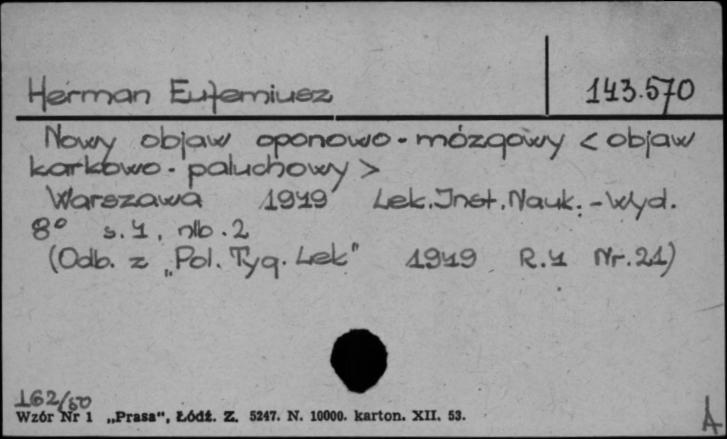 Herman Eufemiusz 143.570
Nowy objaw oponowo-mózgowy <objaw
karkowo-paluchowy>
Warszawa 1949 Lek.Inst.Nauk.-Wyd.
8° s.4, nlb.2
(Odb. z „Pol. Tyg. Lek" 1949 R.4 Nr.21)
162/50
Wzór Nr 1 „Prasa", Łódź. Z. 5247. N. 10000. karton. XII. 53.
A